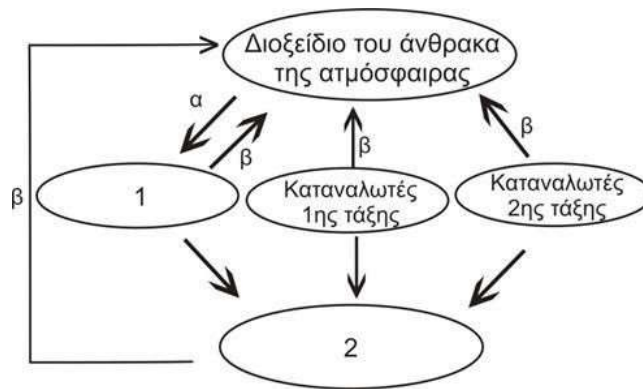 Διοξείδιο του άνθρακα
της ατμόσφαιρας
α
β
β
β
β
1
Καταναλωτές
1ης τάξης
Καταναλωτές
2ης τάξης
2